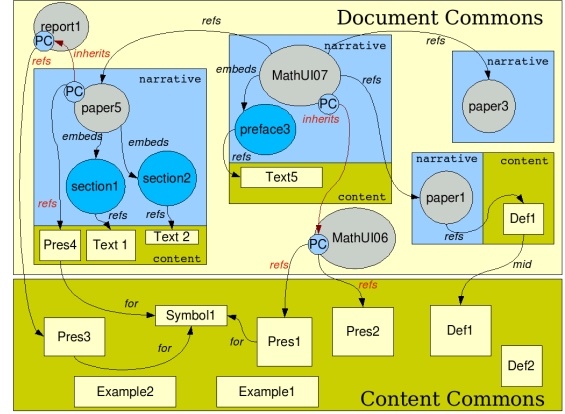 Document Commons
report1
PC
refs
inherits
refs
refs
narrative
narrative
narrative
PC
paper5
embeds
MathUI07
PC
refs
paper3
embeds
embeds
inherits
preface3
refs
section1
section2
refs
refs
refs
Text5
content
narrative
content
paper1
refs
Def1
refs
Pres4
Text 1
Text 2
content
PC
MathUI06
mid
refs
refs
for
Symbol1
Pres3
for
for
Pres1
Pres2
Def1
Def2
Example2
Example1
Content Commons